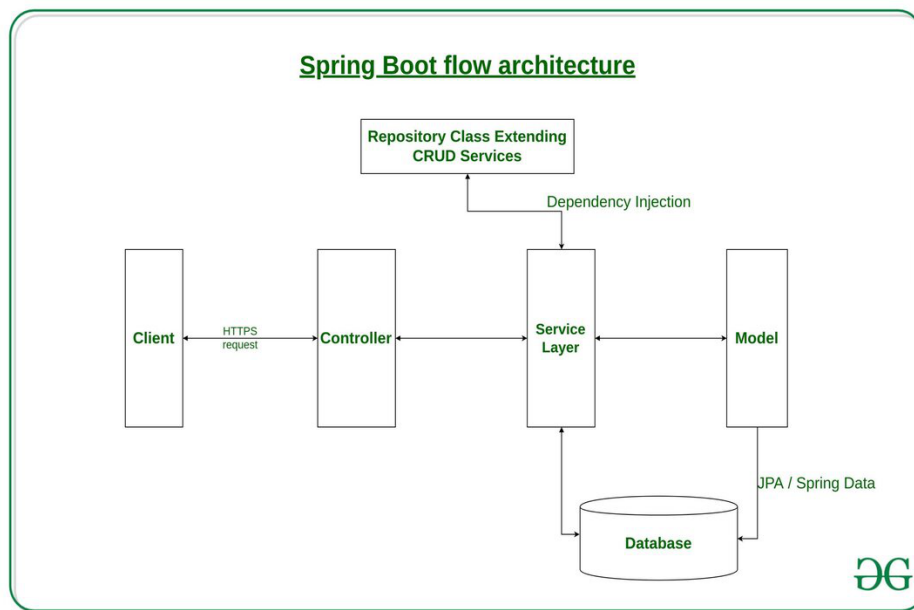 Spring Boot flow architecture
Repository Class Extending
CRUD Services
Dependency Injection
Client
HTTPS
request
Controller
Service
Layer
Model
JPA / Spring Data
Database